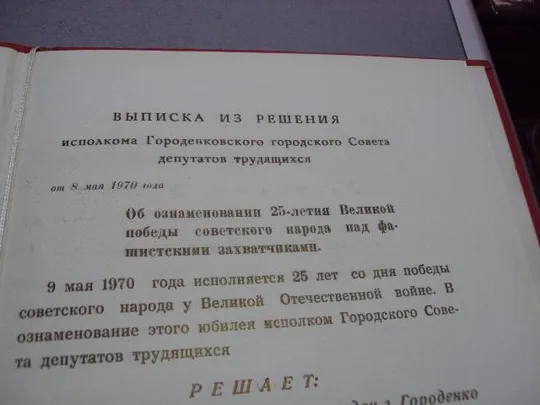 ВЫПИСКА ИЗ РЕШЕНИЯ
исполкома Городенковского городского Совета
депутатов трудящихся
от 8 мая 1970 года
Об ознаменовании 25-летия Великой
победы советского народа над фа-
шистскими захватчиками.
9 мая 1970 года исполняется 25 лет со дня победы
советского народа у Великой Отечественной войне. В
ознаменование этого юбилея исполком Городского Сове-
та депутатов трудящихся
РЕШАЕТ:
г. Городенко